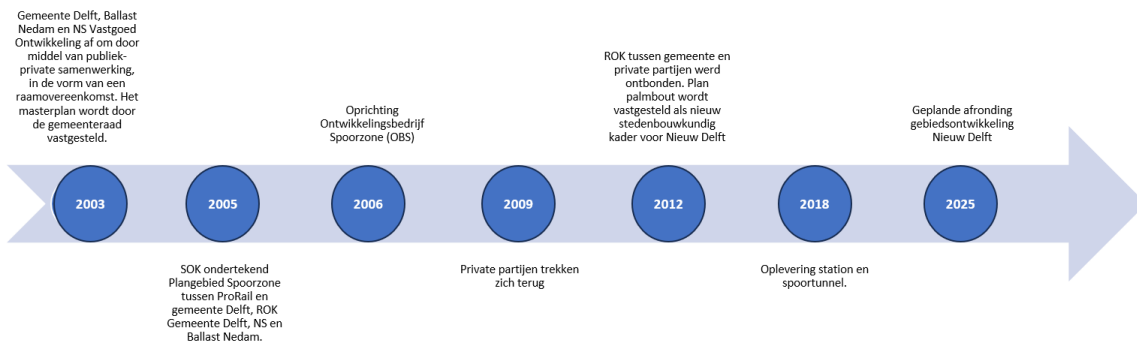 Gemeente Delft, Ballast
Nedam en NS Vastgoed
Ontwikkeling af om door
middel van publiek-
private samenwerking,
in de vorm van een
raamovereenkomst. Het
masterplan wordt door
de gemeenteraad
vastgesteld.
2003
SOK ondertekend
Plangebied Spoorzone
tussen ProRail en
gemeente Delft, ROK
Gemeente Delft, NS en
Ballast Nedam.
2005
Oprichting
Ontwikkelingsbedrijf
Spoorzone (OBS)
2006
Private partijen trekken
zich terug
2009
ROK tussen gemeente en
private partijen werd
ontbonden. Plan
palmbout wordt
vastgesteld als nieuw
stedenbouwkundig
kader voor Nieuw Delft
2012
Oplevering station en
spoortunnel.
2018
Geplande afronding
gebiedsontwikkeling
Nieuw Delft
2025